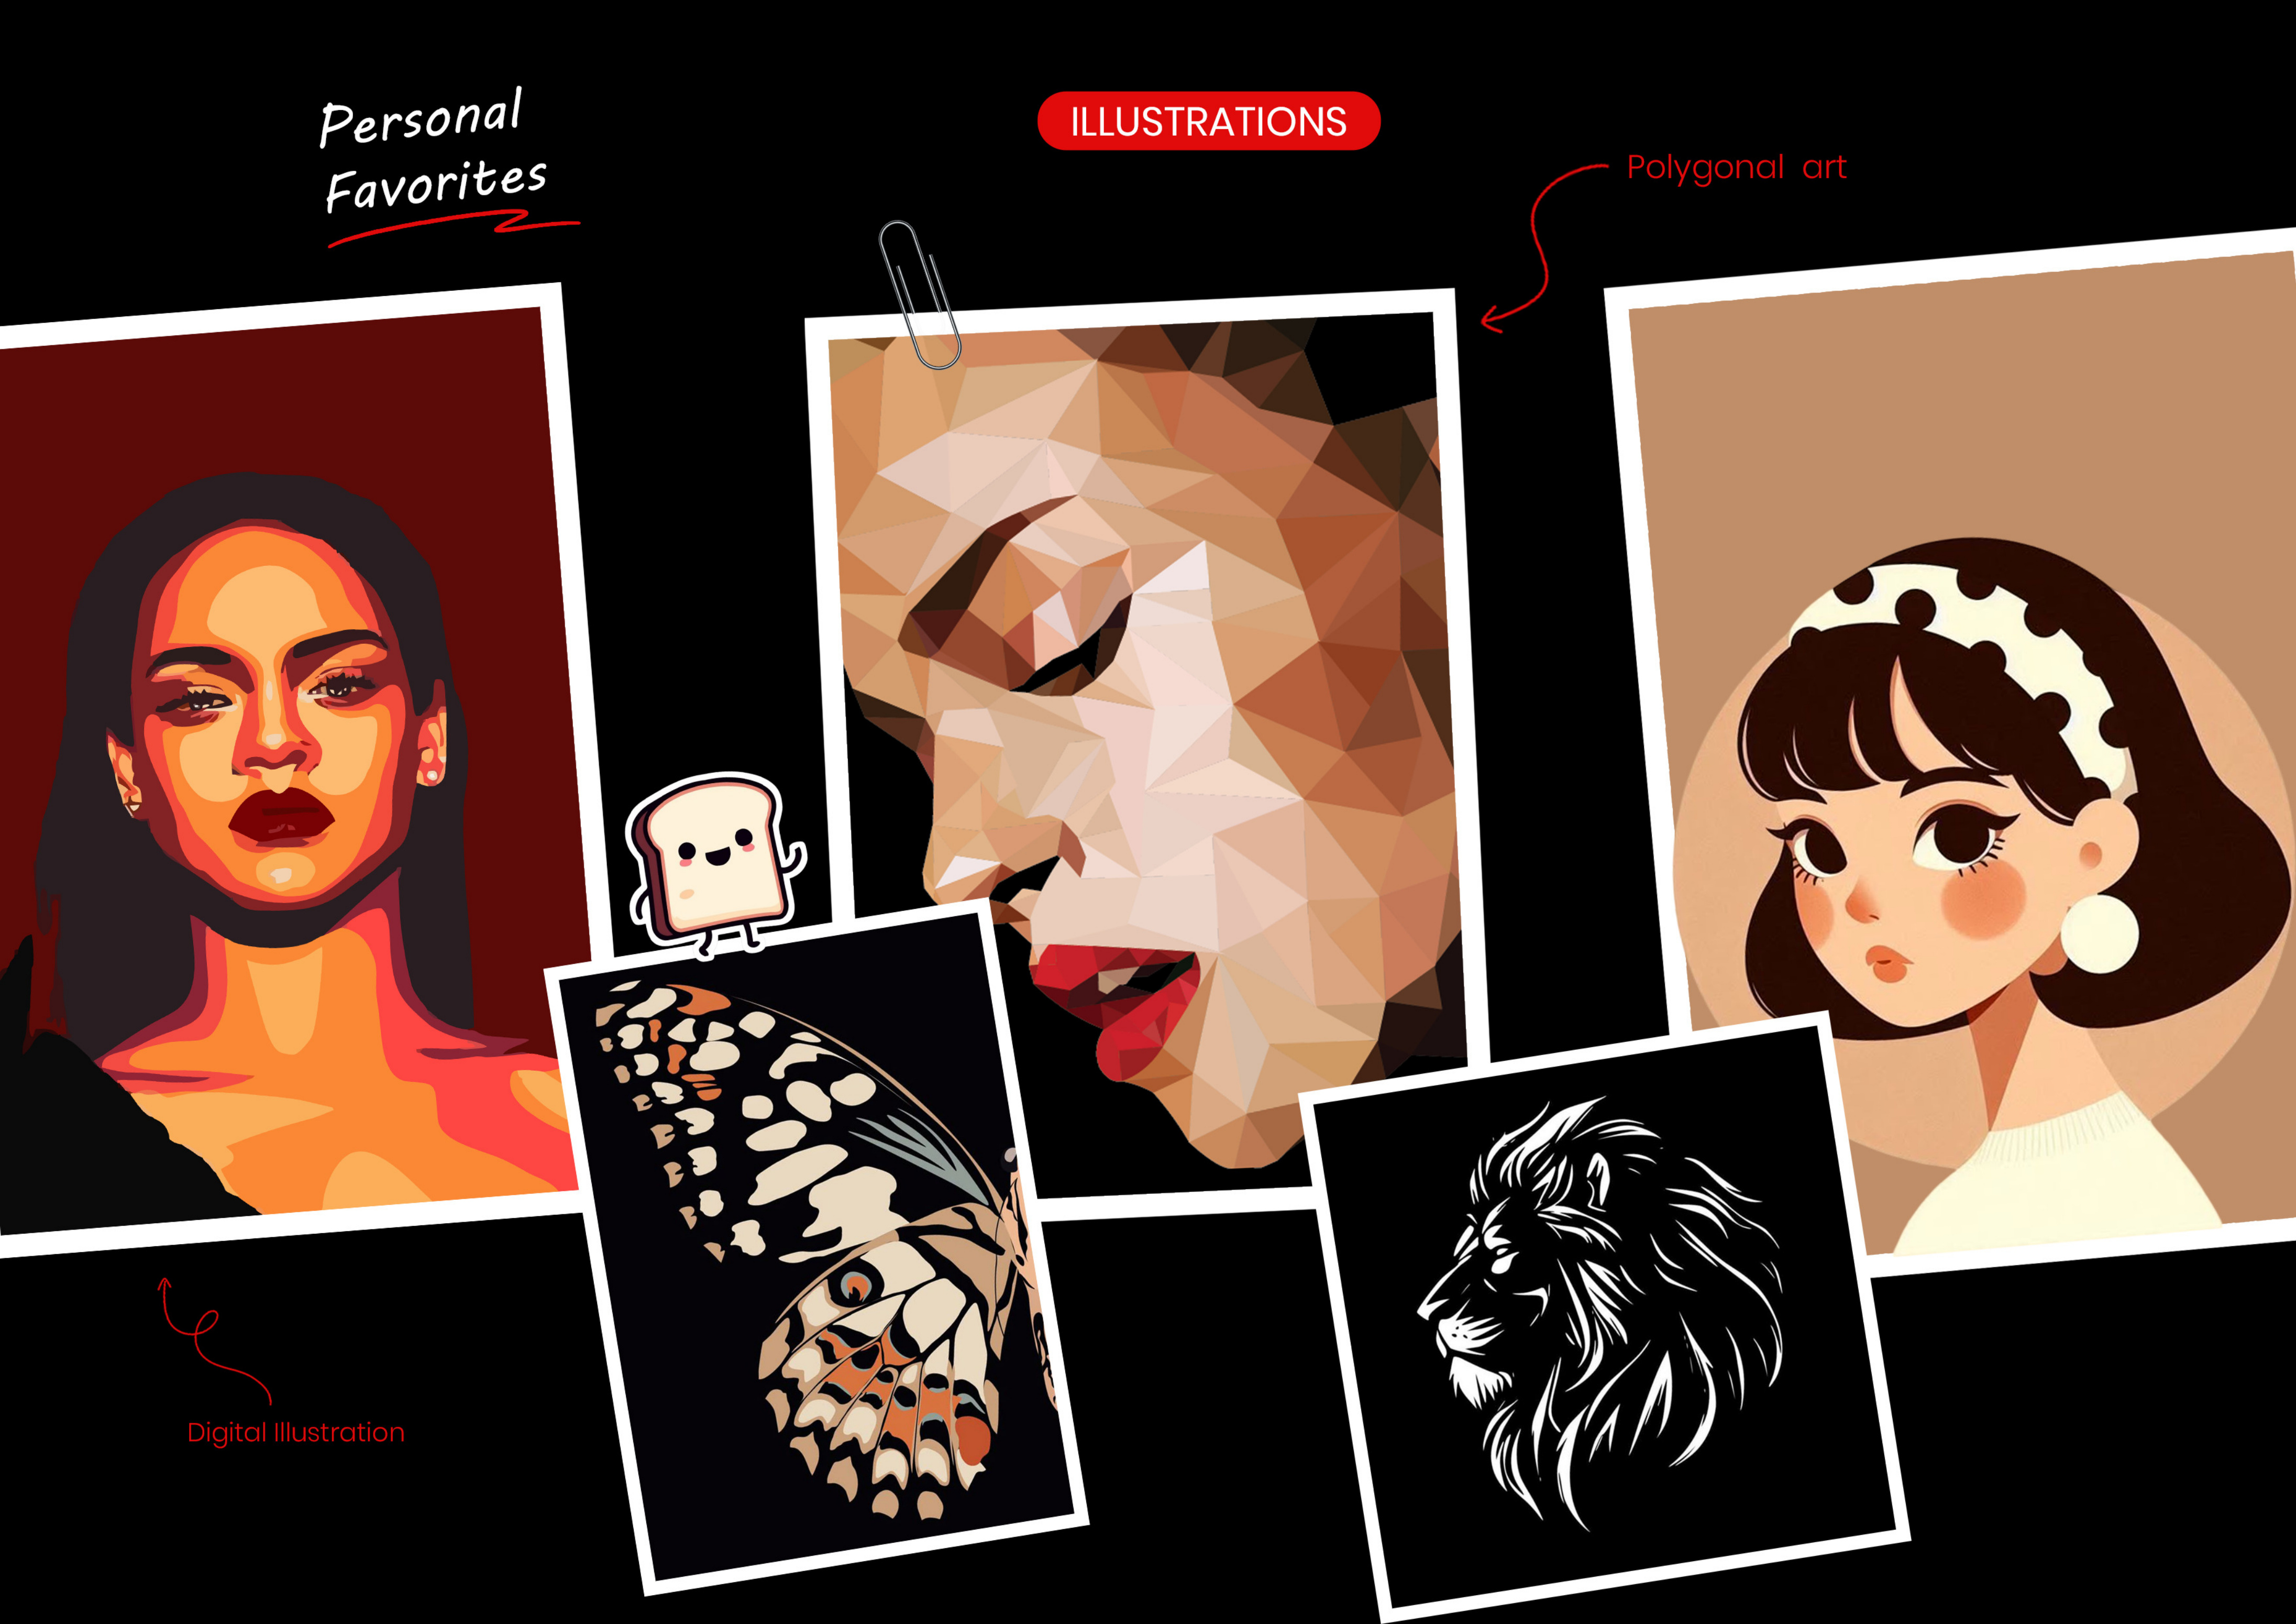 Personal
Favorites
ILLUSTRATIONS
Polygonal art
Digital Illustration